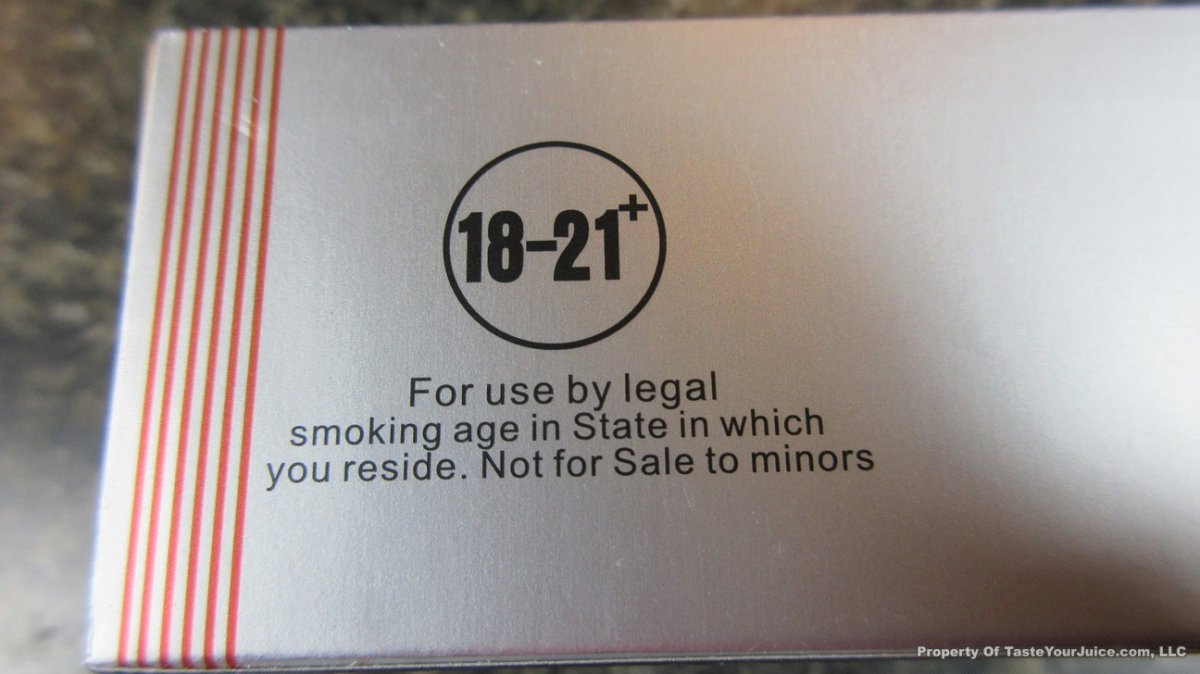 18-21+
For use by legal
smoking age in State in which
you reside. Not for Sale to minors
Property Of TasteYourJuice.com, LLC